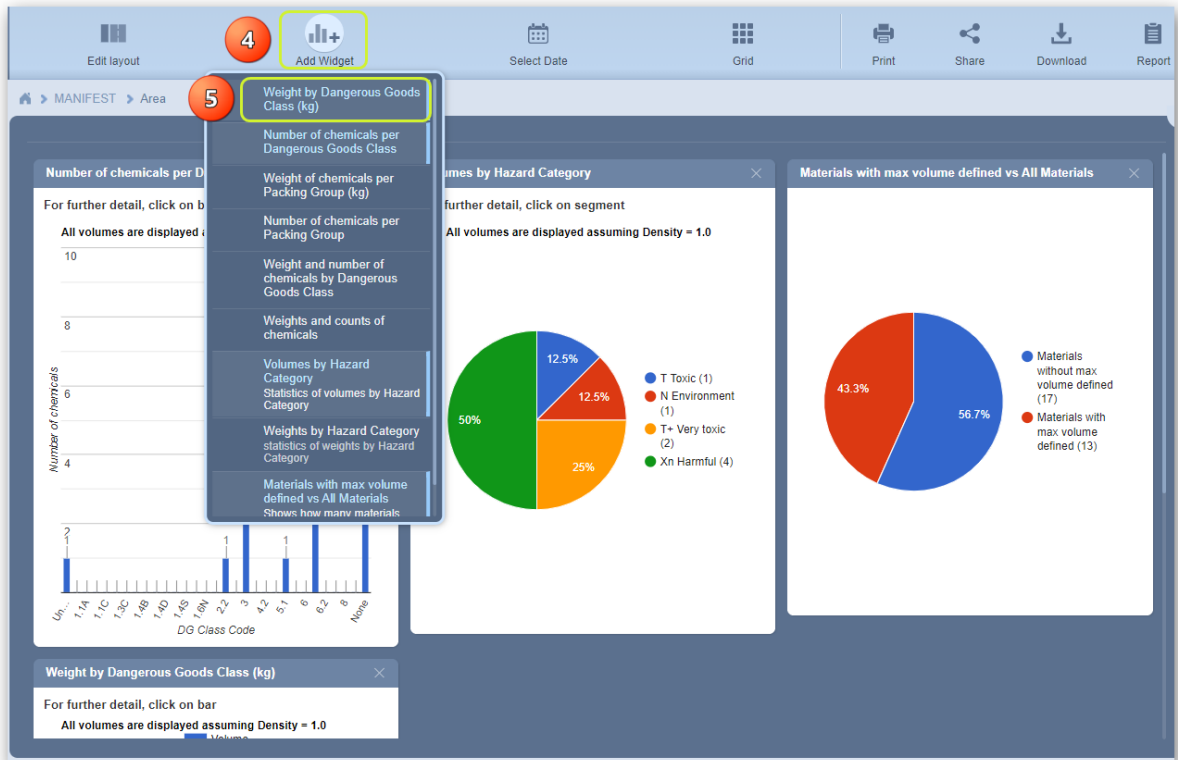 Edit layout
4
Add Widget
Select Date
Grid
Print
Share
Download
Report
MANIFEST
Area
5
Weight by Dangerous Goods
Class (kg)
Number of chemicals per
Dangerous Goods Class
Weight of chemicals per
Packing Group (kg)
Number of chemicals per
Packing Group
Weight and number of
chemicals by Dangerous
Goods Class
Weights and counts of
chemicals
Volumes by Hazard
Category
Statistics of volumes by Hazard
Category
Weights by Hazard Category
statistics of weights by Hazard
Category
Materials with max volume
defined vs All Materials
Shows how many materials
Number of chemicals per D
For further detail, click on b
All volumes are displayed
10
8
6
4
2
Number of chemicals
1
1
1
Un...
1.1A
1.1C
1.3C
1.4B
1.4D
1.4S
1.6N
2.2
3
4.2
5.1
6
6.2
8
None
DG Class Code
umes by Hazard Category
further detail, click on segment
All volumes are displayed assuming Density = 1.0
12.5%
12.5%
25%
50%
T Toxic (1)
N Environment
(1)
T+ Very toxic
(2)
Xn Harmful (4)
Materials with max volume defined vs All Materials
43.3%
56.7%
Materials
without max
volume defined
(17)
Materials with
max volume
defined (13)
Weight by Dangerous Goods Class (kg)
For further detail, click on bar
All volumes are displayed assuming Density = 1.0
Volume